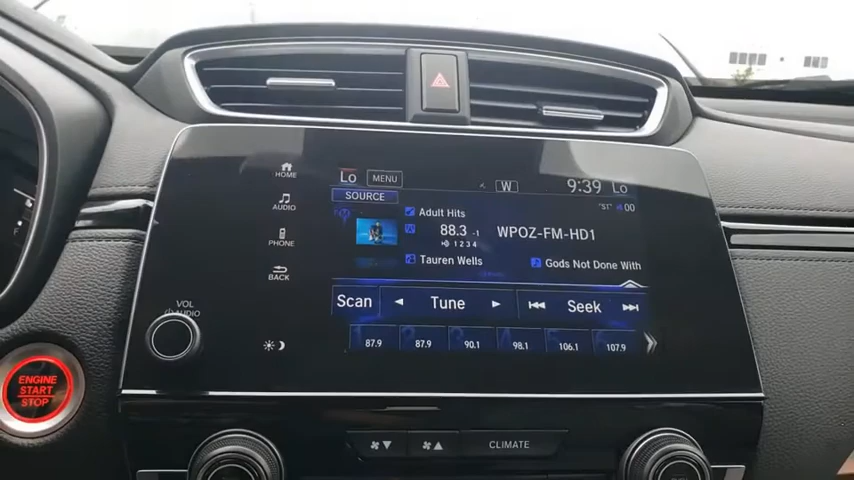 HOME
AUDIO
PHONE
BACK
VOL
AUDIO
Lo MENU
W 9:39 Lo
SOURCE
Adult Hits
88.3 -1 WPOZ-FM-HD1
1 2 3 4
Tauren Wells Gods Not Done With
00
Scan Tune Seek
87.9 87.9 90.1 98.1 106.1 107.9
ENGINE
START
STOP
CLIMATE